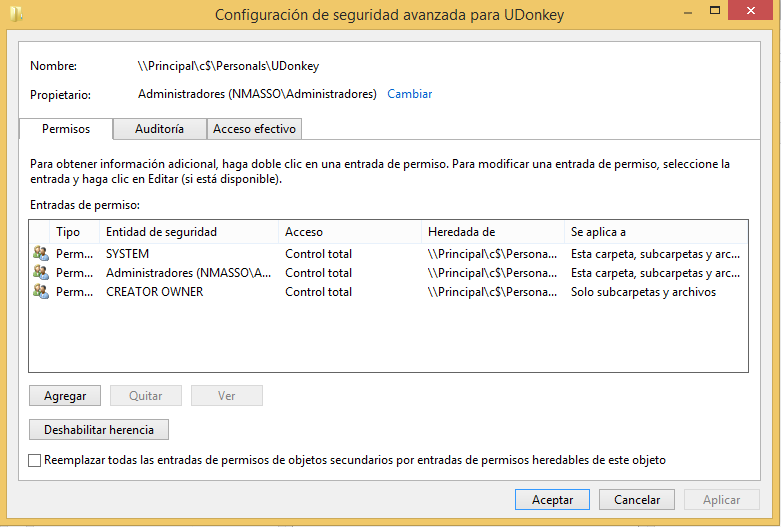 Configuración de seguridad avanzada para UDonkey
Nombre: \\Principal\c$\Personals\UDonkey
Propietario: Administradores (NMASSO\Administradores) Cambiar
Permisos Auditoría Acceso efectivo
Para obtener información adicional, haga doble clic en una entrada de permiso. Para modificar una entrada de permiso, seleccione la
entrada y haga clic en Editar (si está disponible).
Entradas de permiso:
Tipo Entidad de seguridad Acceso Heredada de Se aplica a
Perm... SYSTEM Control total \\Principal\c$\Persona... Esta carpeta, subcarpetas y arc...
Perm... Administradores (NMASSO\A... Control total \\Principal\c$\Persona... Esta carpeta, subcarpetas y arc...
Perm... CREATOR OWNER Control total \\Principal\c$\Persona... Solo subcarpetas y archivos
Agregar Quitar Ver
Deshabilitar herencia
Reemplazar todas las entradas de permisos de objetos secundarios por entradas de permisos heredables de este objeto
Aceptar Cancelar Aplicar